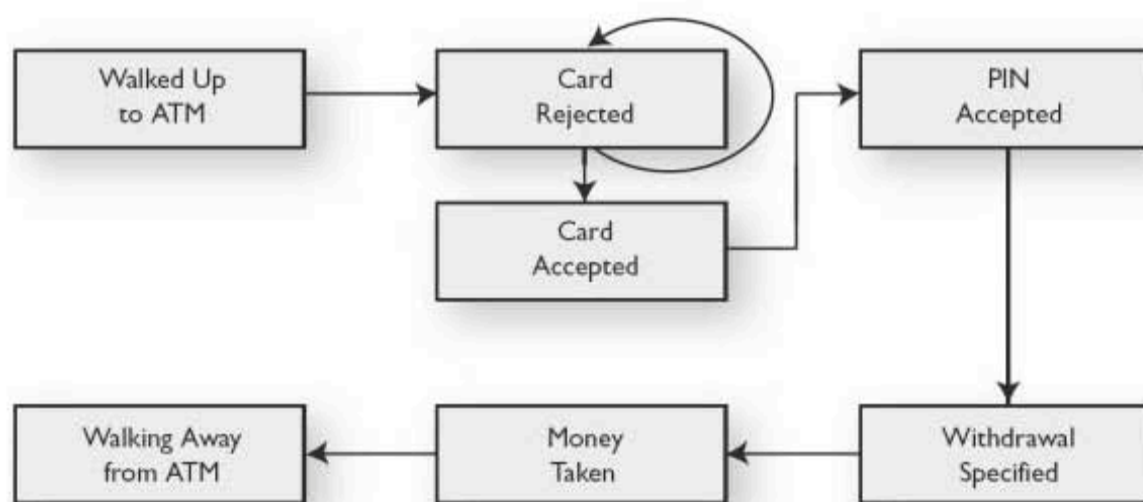 Walked Up
to ATM
Card
Rejected
PIN
Accepted
Card
Accepted
Walking Away
from ATM
Money
Taken
Withdrawal
Specified